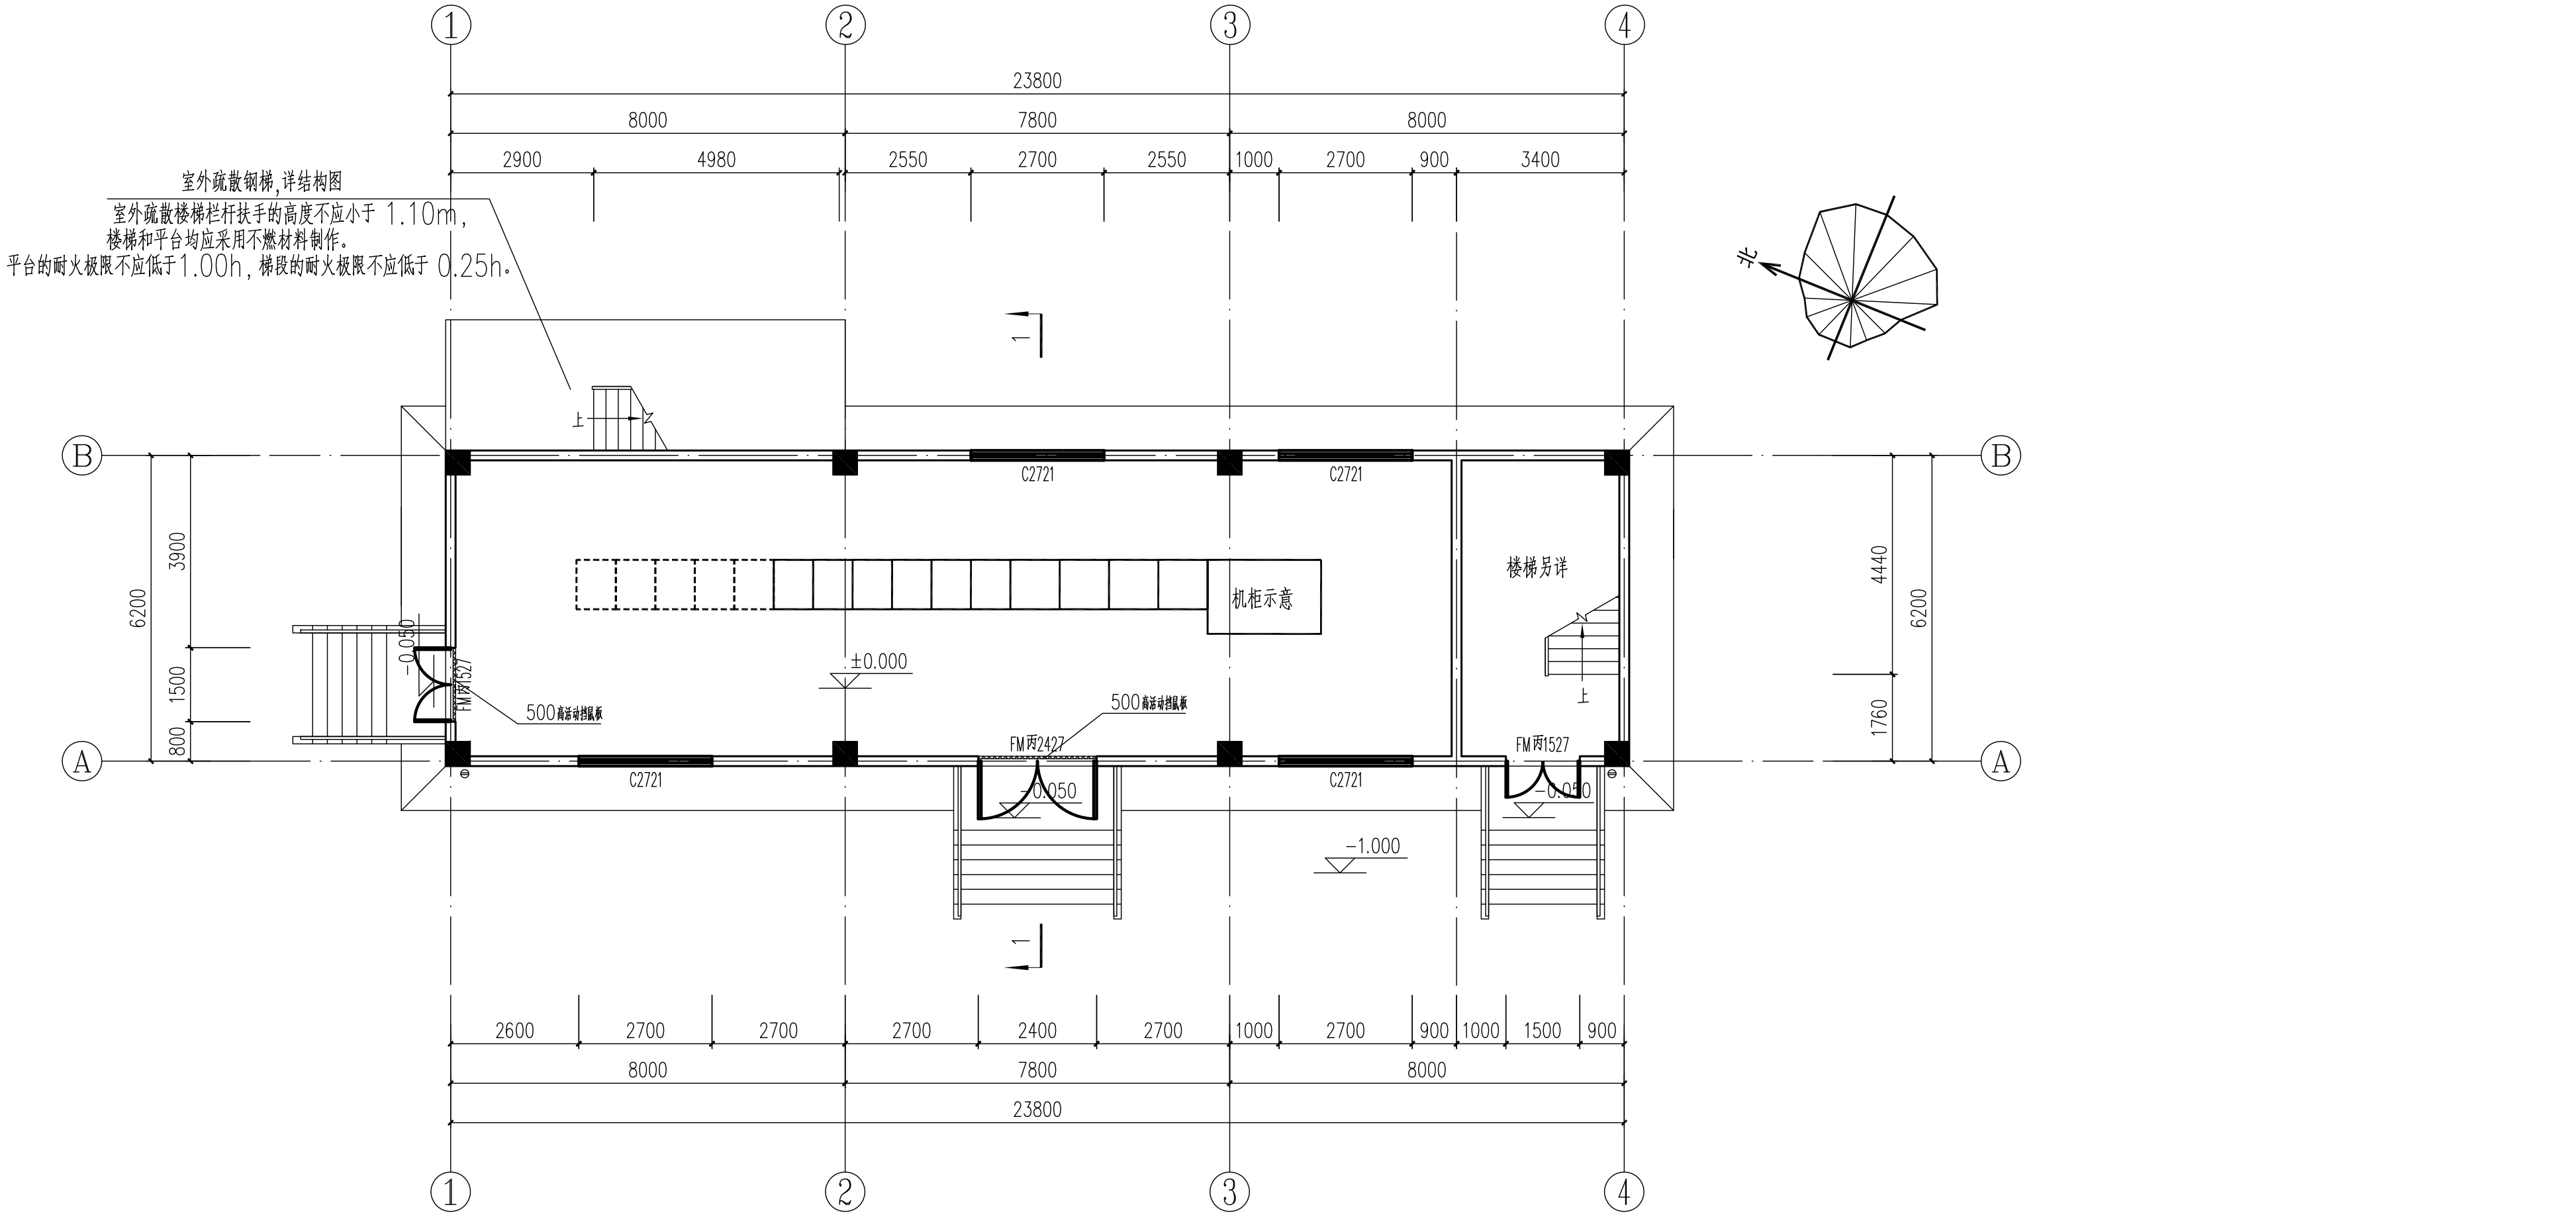 1 2 3 4
23800
8000 7800 8000
2900 4980 2550 2700 2550 1000 2700 900 3400
室外疏散钢梯,详结构图
室外疏散楼梯栏杆扶手的高度不应小于 1.10m,
楼梯和平台均应采用不燃材料制作。
平台的耐火极限不应低于1.00h, 梯段的耐火极限不应低于 0.25h。
北
1
上
B B
C2721 C2721
3900
6200
1500
800
4440
6200
1760
楼梯另详
机柜示意
-0.050
±0.000
FM丙1527
500高活动挡鼠板
500高活动挡鼠板
上
FM丙2427
FM丙1527
A A
C2721 C2721
-0.050
-0.050
-1.000
1
2600 2700 2700 2700 2400 2700 1000 2700 900 1000 1500 900
8000 7800 8000
23800
1 2 3 4